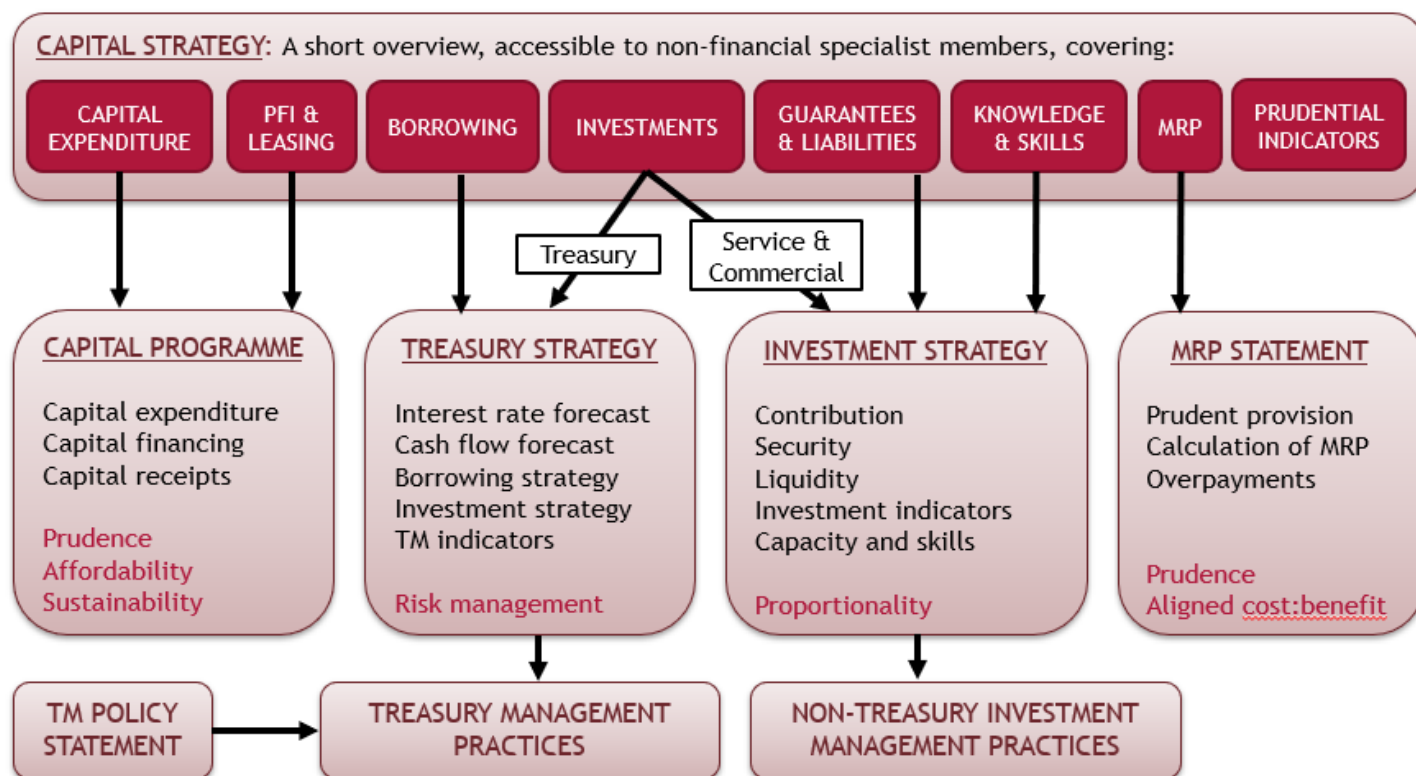 CAPITAL STRATEGY: A short overview, accessible to non-financial specialist members, covering:
CAPITAL
EXPENDITURE
PFI &
LEASING
BORROWING
INVESTMENTS
GUARANTEES
& LIABILITIES
KNOWLEDGE
& SKILLS
MRP
PRUDENTIAL
INDICATORS
Treasury
Service &
Commercial
CAPITAL PROGRAMME
Capital expenditure
Capital financing
Capital receipts
Prudence
Affordability
Sustainability
TREASURY STRATEGY
Interest rate forecast
Cash flow forecast
Borrowing strategy
Investment strategy
TM indicators
Risk management
INVESTMENT STRATEGY
Contribution
Security
Liquidity
Investment indicators
Capacity and skills
Proportionality
MRP STATEMENT
Prudent provision
Calculation of MRP
Overpayments
Prudence
Aligned cost:benefit
TM POLICY
STATEMENT
TREASURY MANAGEMENT
PRACTICES
NON-TREASURY INVESTMENT
MANAGEMENT PRACTICES